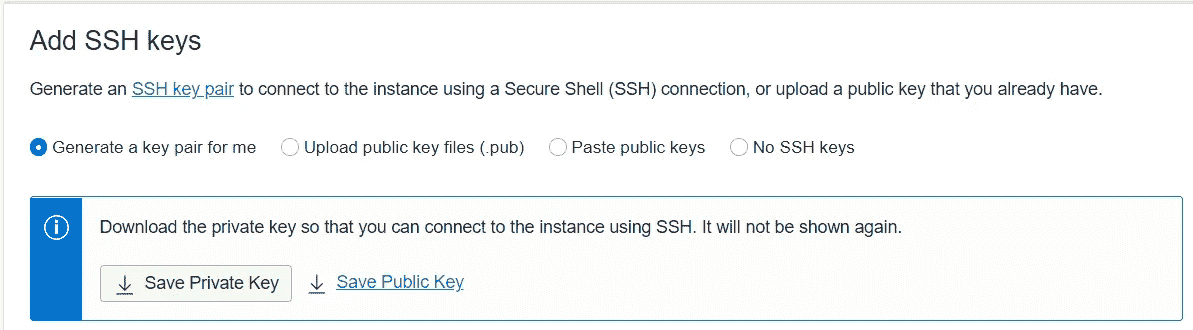 Add SSH keys
Generate an SSH key pair to connect to the instance using a Secure Shell (SSH) connection, or upload a public key that you already have.
Generate a key pair for me Upload public key files (.pub) Paste public keys No SSH keys
Download the private key so that you can connect to the instance using SSH. It will not be shown again.
Save Private Key Save Public Key